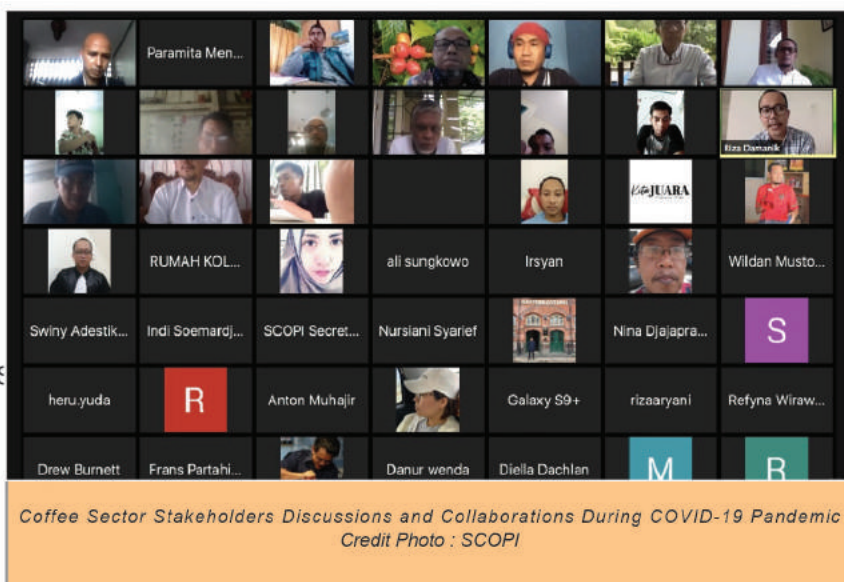 Paramita Men...
Riza Damanik
JUARA
RUMAH KOL...
ali sungkowo
Irsyan
Wildan Musto...
Swiny Adestik...
Indi Soemardj...
SCOPI Secret...
Nursiani Syarief
Nina Djajapra...
S
heru.yuda
R
Anton Muhajir
Galaxy S9+
rizaaryani
Refyna Wiraw...
Drew Burnett
Frans Partahi...
Danur wenda
Diella Dachlan
M
R
Coffee Sector Stakeholders Discussions and Collaborations During COVID-19 Pandemic
Credit Photo : SCOPI